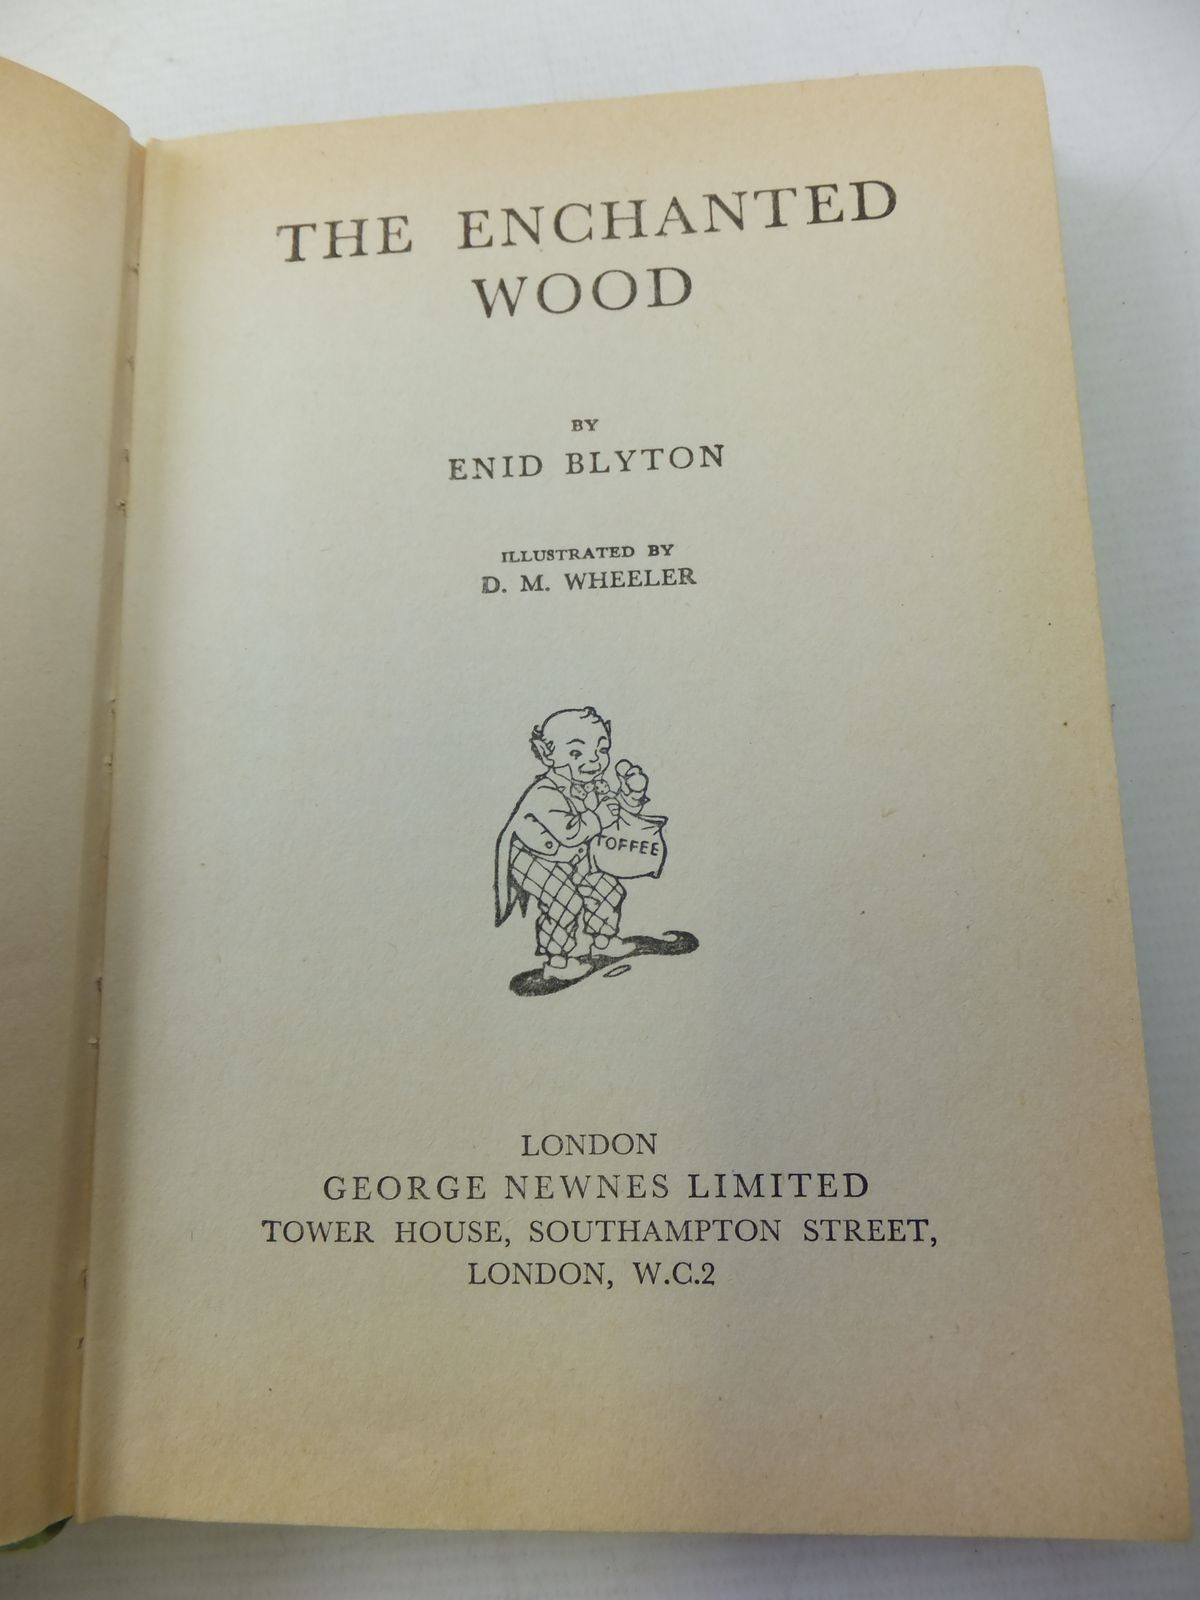 THE ENCHANTED
WOOD
BY
ENID BLYTON
ILLUSTRATED BY
D. M. WHEELER
TOFFEE
LONDON
GEORGE NEWNES LIMITED
TOWER HOUSE, SOUTHAMPTON STREET,
LONDON, W.C.2